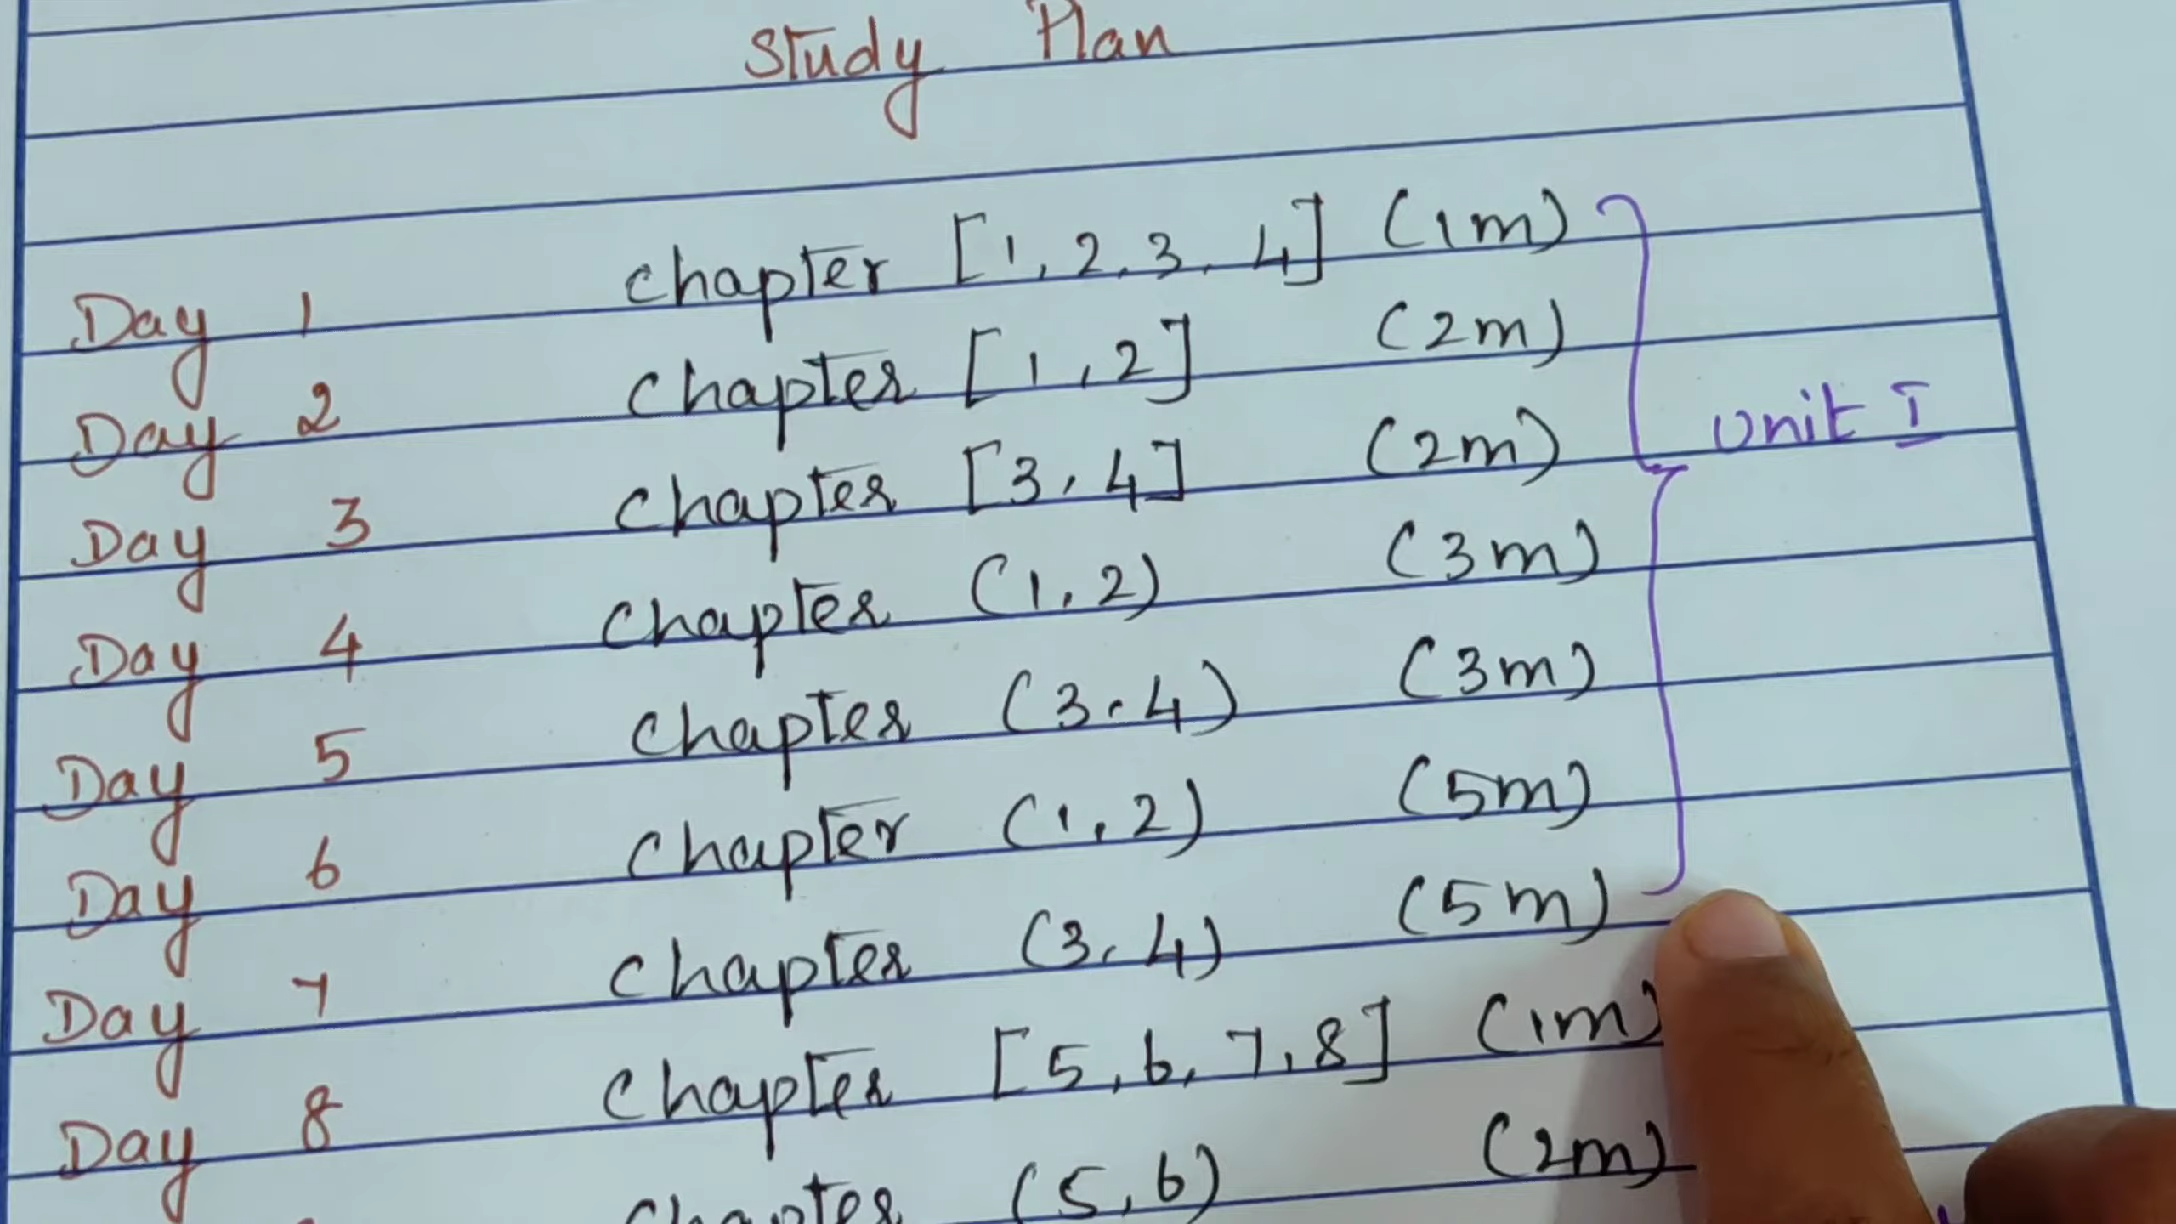 Study Plan
Day 1 chapter [1, 2, 3, 4] (1m)
Day 2 chapter [1, 2] (2m)
Day 3 chapter [3, 4] (2m)
Unit I
Day 4 chapter (1, 2) (3m)
Day 5 chapter (3, 4) (3m)
Day 6 chapter (1, 2) (5m)
Day 7 chapter (3, 4) (5m)
Day 8 chapter [5, 6, 7, 8] (1m)
chapter (5, 6) (2m)